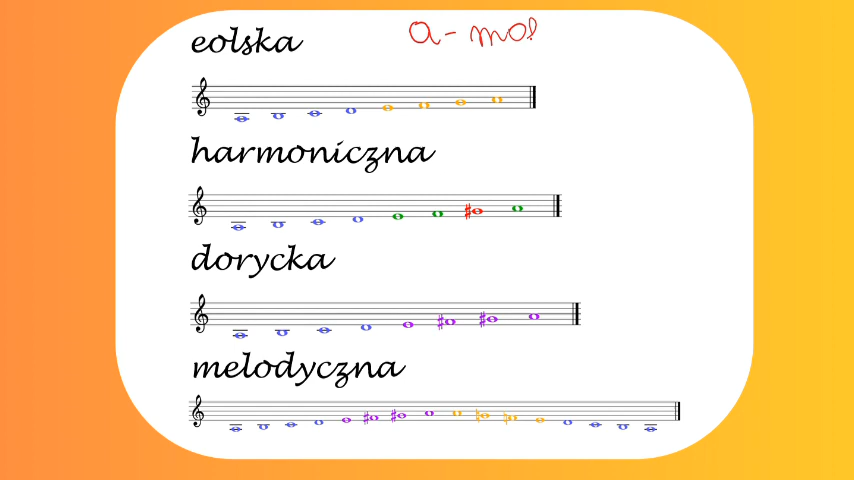 eolska
a-mol
harmoniczna
dorycka
melodyczna